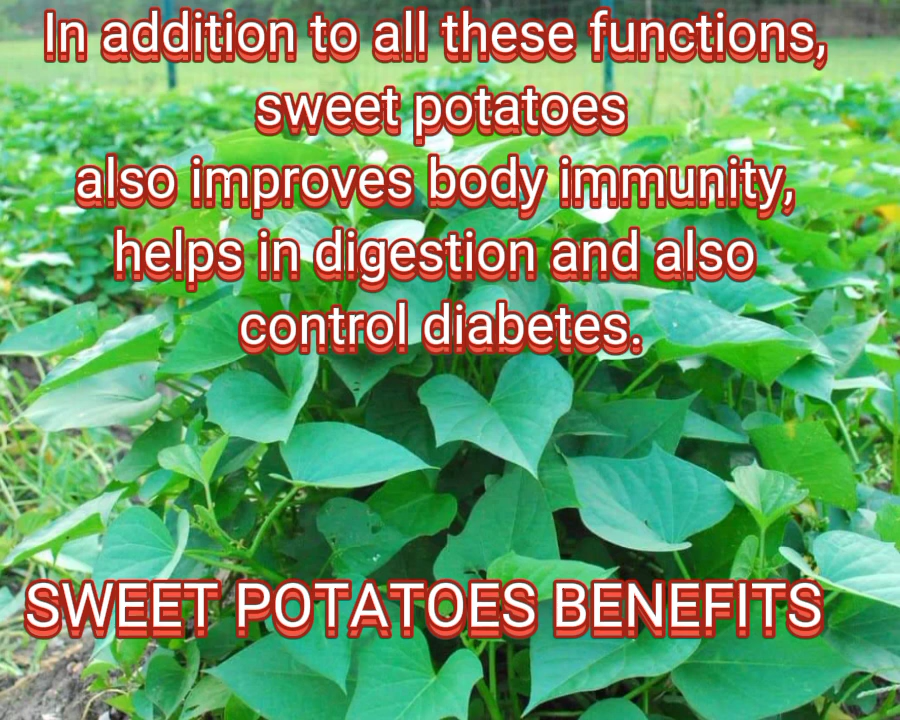 In addition to all these functions,
sweet potatoes
also improves body immunity,
helps in digestion and also
control diabetes.
SWEET POTATOES BENEFITS